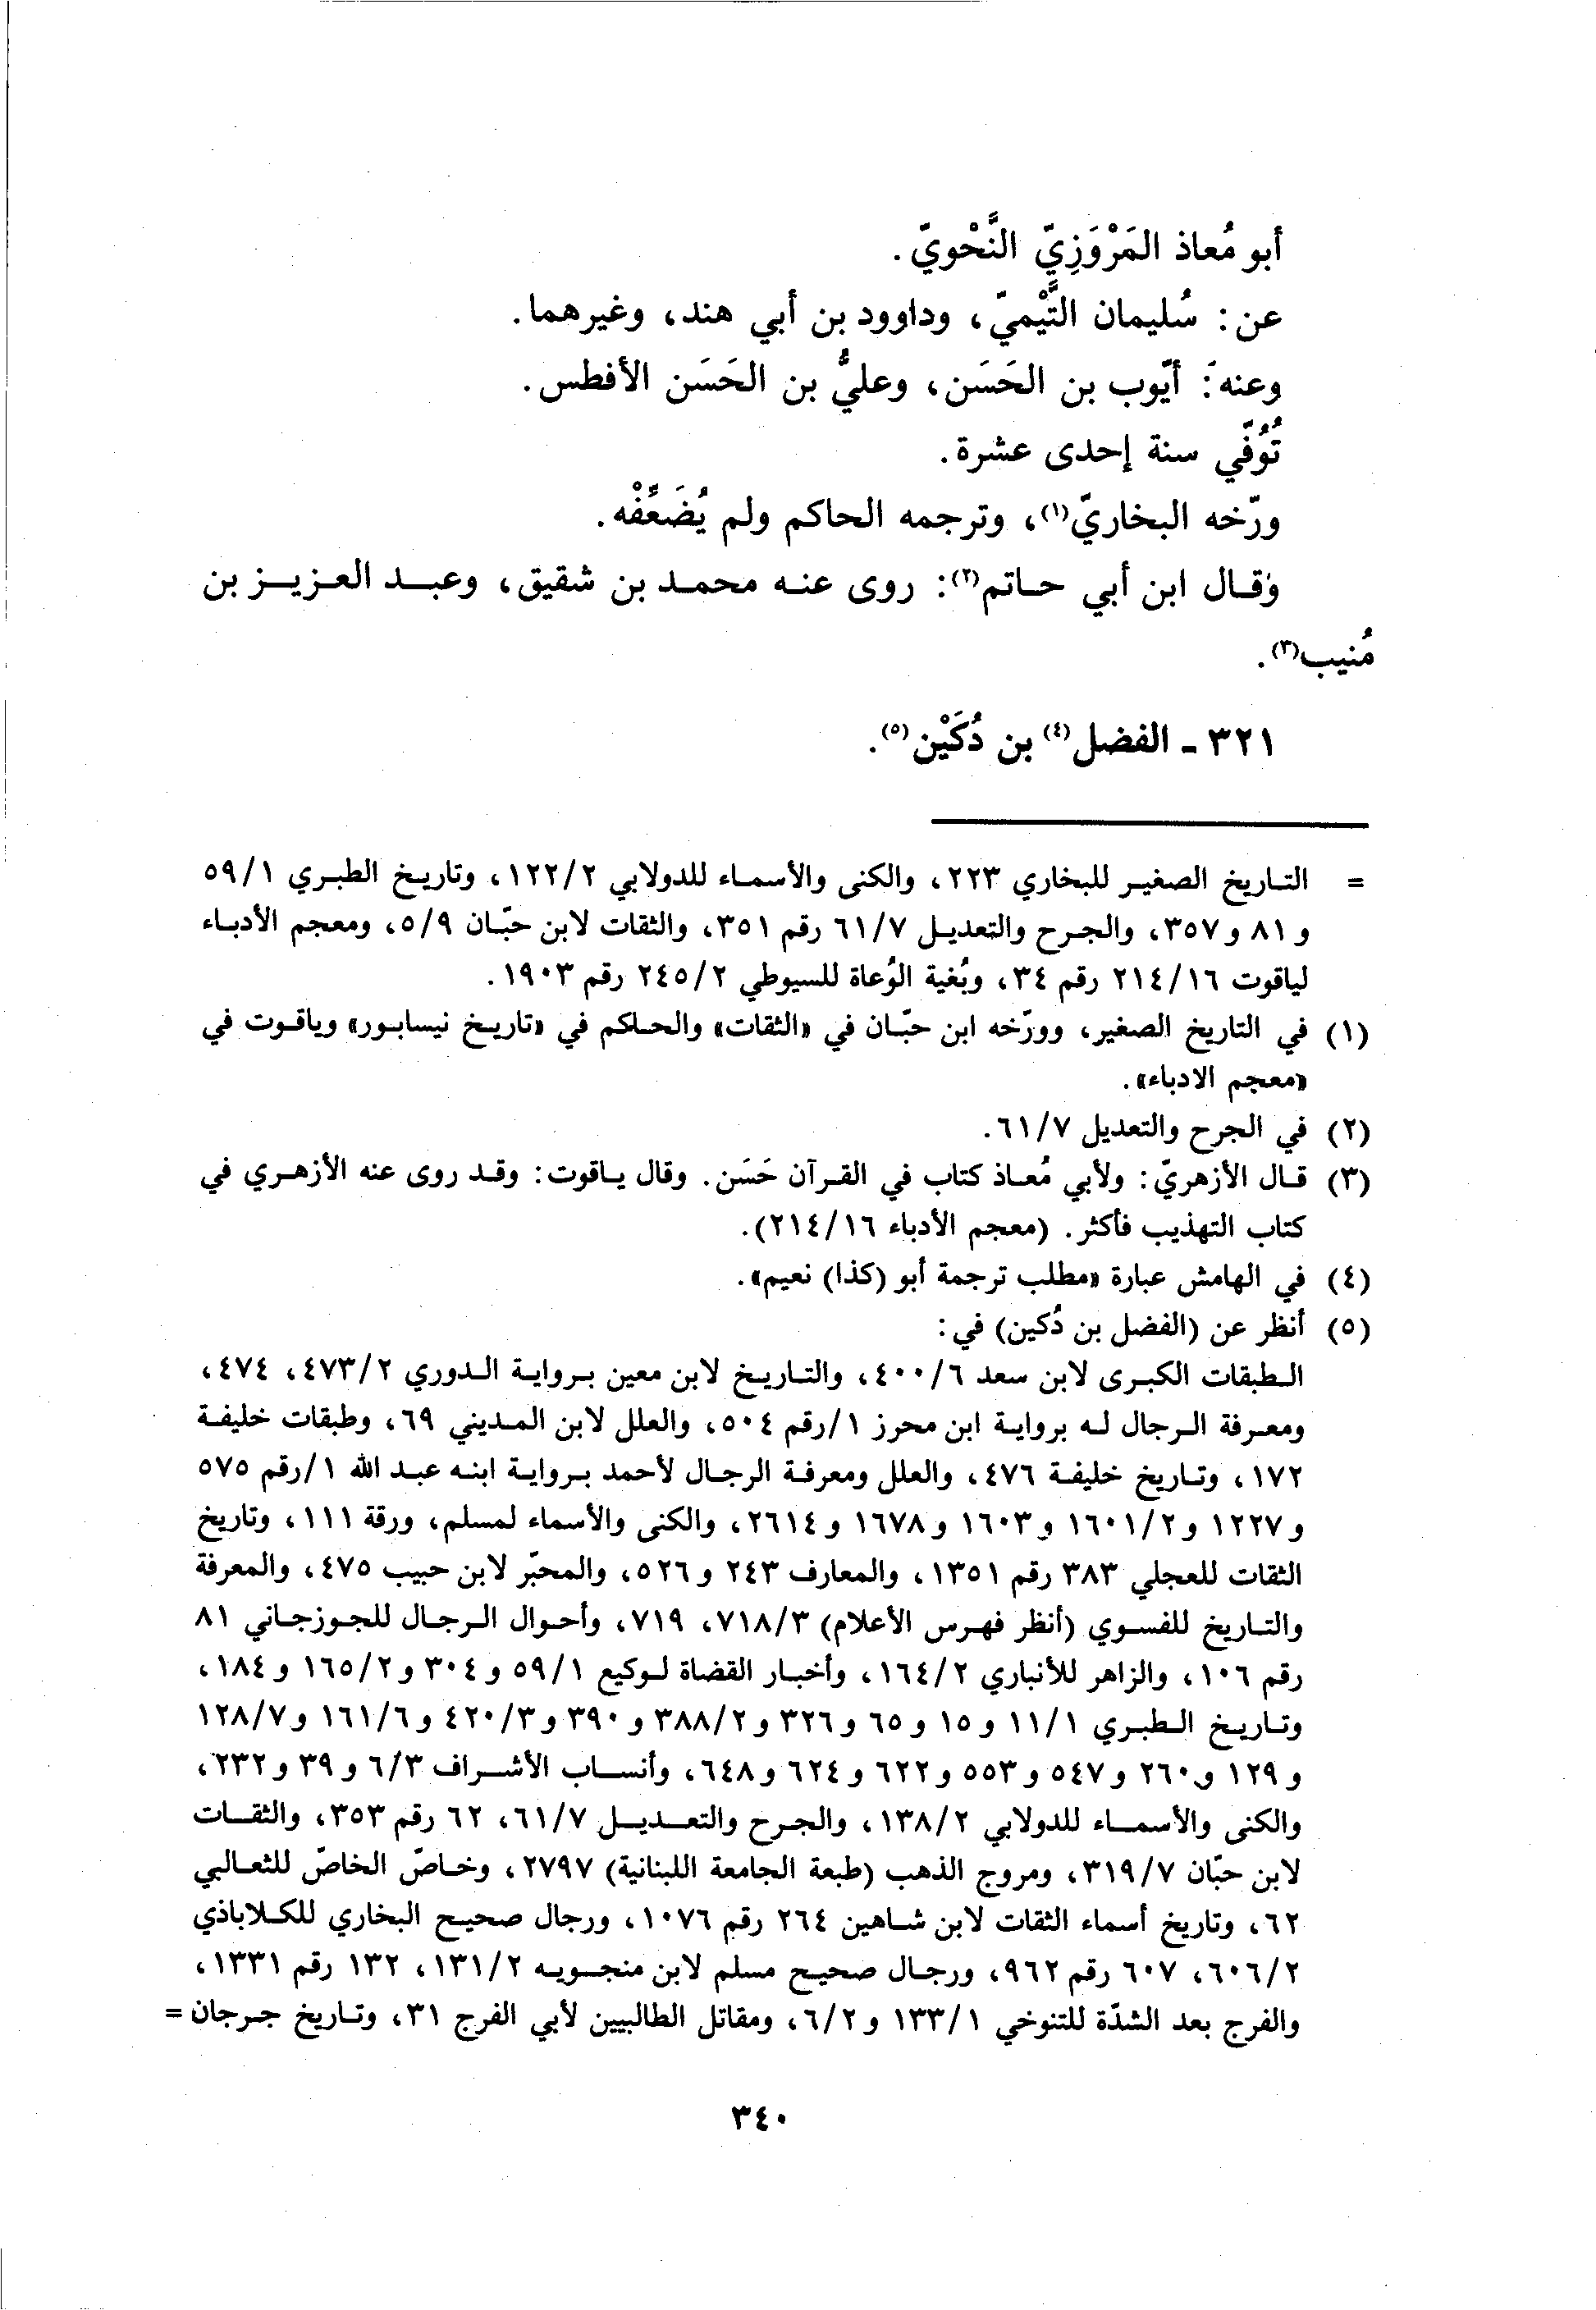 أبو مُعاذ المَرْوَزِيّ النَّحْويّ.
عن: سُليمان التَّيْميّ، وداوود بن أبي هند، وغيرهما.
وعنه: أيّوب بن الحَسَن، وعليُّ بن الحَسَن الأفطس.
تُوُفّي سنة إحدى عشرة.
ورّخه البخاريّ(١)، وترجمه الحاكم ولم يُضَعِّفْه.
وقال ابن أبي حاتم(٢): روى عنه محمد بن شقيق، وعبد العزيز بن
مُنيب(٣).
٣٢١ - الفضل(٤) بن دُكَيْن(٥).
= التاريخ الصغير للبخاري ٢٢٣، والكنى والأسماء للدولابي ١٢٢/٢، وتاريخ الطبري ٥٩/١
و ٨١ و ٣٥٧، والجرح والتعديل ٦١/٧ رقم ٣٥١، والثقات لابن حبّان ٥/٩، ومعجم الأدباء
لياقوت ٢١٤/١٦ رقم ٣٤، وبُغية الوُعاة للسيوطي ٢٤٥/٢ رقم ١٩٠٣.
(١) في التاريخ الصغير، وورّخه ابن حبّان في «الثقات» والحاكم في «تاريخ نيسابور» وياقوت في
«معجم الادباء».
(٢) في الجرح والتعديل ٦١/٧.
(٣) قال الأزهريّ: ولأبي مُعاذ كتاب في القرآن حَسَن. وقال ياقوت: وقد روى عنه الأزهري في
كتاب التهذيب فأكثر. (معجم الأدباء ٢١٤/١٦).
(٤) في الهامش عبارة «مطلب ترجمة أبو (كذا) نعيم».
(٥) أنظر عن (الفضل بن دُكين) في:
الطبقات الكبرى لابن سعد ٤٠٠/٦، والتاريخ لابن معين برواية الدوري ٤٧٣/٢، ٤٧٤،
ومعرفة الرجال له برواية ابن محرز ١/رقم ٥٠٤، والعلل لابن المديني ٦٩، وطبقات خليفة
١٧٢، وتاريخ خليفة ٤٧٦، والعلل ومعرفة الرجال لأحمد برواية ابنه عبد الله ١/رقم ٥٧٥
و ١٢٢٧ و ١٦٠١/٢ و ١٦٠٣ و ١٦٧٨ و ٢٦١٤، والكنى والأسماء لمسلم، ورقة ١١١، وتاريخ
الثقات للعجلي ٣٨٣ رقم ١٣٥١، والمعارف ٢٤٣ و ٥٢٦، والمحبّر لابن حبيب ٤٧٥، والمعرفة
والتاريخ للفسوي (أنظر فهرس الأعلام) ٧١٨/٣، ٧١٩، وأحوال الرجال للجوزجاني ٨١
رقم ١٠٦، والزاهر للأنباري ١٦٤/٢، وأخبار القضاة لوكيع ٥٩/١ و ٣٠٤ و ١٦٥/٢ و ١٨٤،
وتاريخ الطبري ١١/١ و ١٥ و ٦٥ و ٣٢٦ و ٣٨٨/٢ و ٣٩٠ و ٤٢٠/٣ و ١٦١/٦ و ١٢٨/٧
و ١٢٩ و ٢٦٠ و ٥٤٧ و ٥٥٣ و ٦٢٢ و ٦٢٤ و ٦٤٨، وأنساب الأشراف ٦/٣ و ٣٩ و ٢٣٢،
والكنى والأسماء للدولابي ١٣٨/٢، والجرح والتعديل ٦١/٧، ٦٢ رقم ٣٥٣، والثقات
لابن حبّان ٣١٩/٧، ومروج الذهب (طبعة الجامعة اللبنانية) ٢٧٩٧، وخاصّ الخاصّ للثعالبي
٦٢، وتاريخ أسماء الثقات لابن شاهين ٢٦٤ رقم ١٠٧٦، ورجال صحيح البخاري للكلاباذي
٦٠٦/٢، ٦٠٧ رقم ٩٦٢، ورجال صحيح مسلم لابن منجويه ١٣١/٢، ١٣٢ رقم ١٣٣١،
والفرج بعد الشدّة للتنوخي ١٣٣/١ و ٦/٢، ومقاتل الطالبيين لأبي الفرج ٣١، وتاريخ جرجان =
٣٤٠